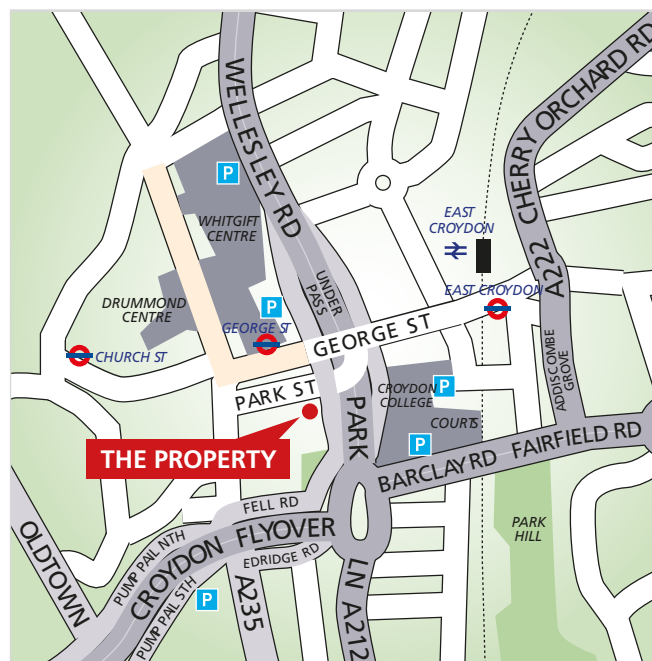 WELLESLEY RD
P
WHITGIFT
CENTRE
EAST
CROYDON
A222 CHERRY ORCHARD RD
UNDER
PASS
DRUMMOND
CENTRE
P
GEORGE ST
EAST CROYDON
GEORGE ST
CHURCH ST
PARK ST
CROYDON
COLLEGE
P
ADDISCOMBE
GROVE
PARK
COURTS
P
THE PROPERTY
BARCLAY RD
FAIRFIELD RD
FELL RD
CROYDON FLYOVER
EDRIDGE RD
PARK
HILL
OLDTOWN
PUMP PAIL NTH
PUMP PAIL STH
P
A235
LN A212